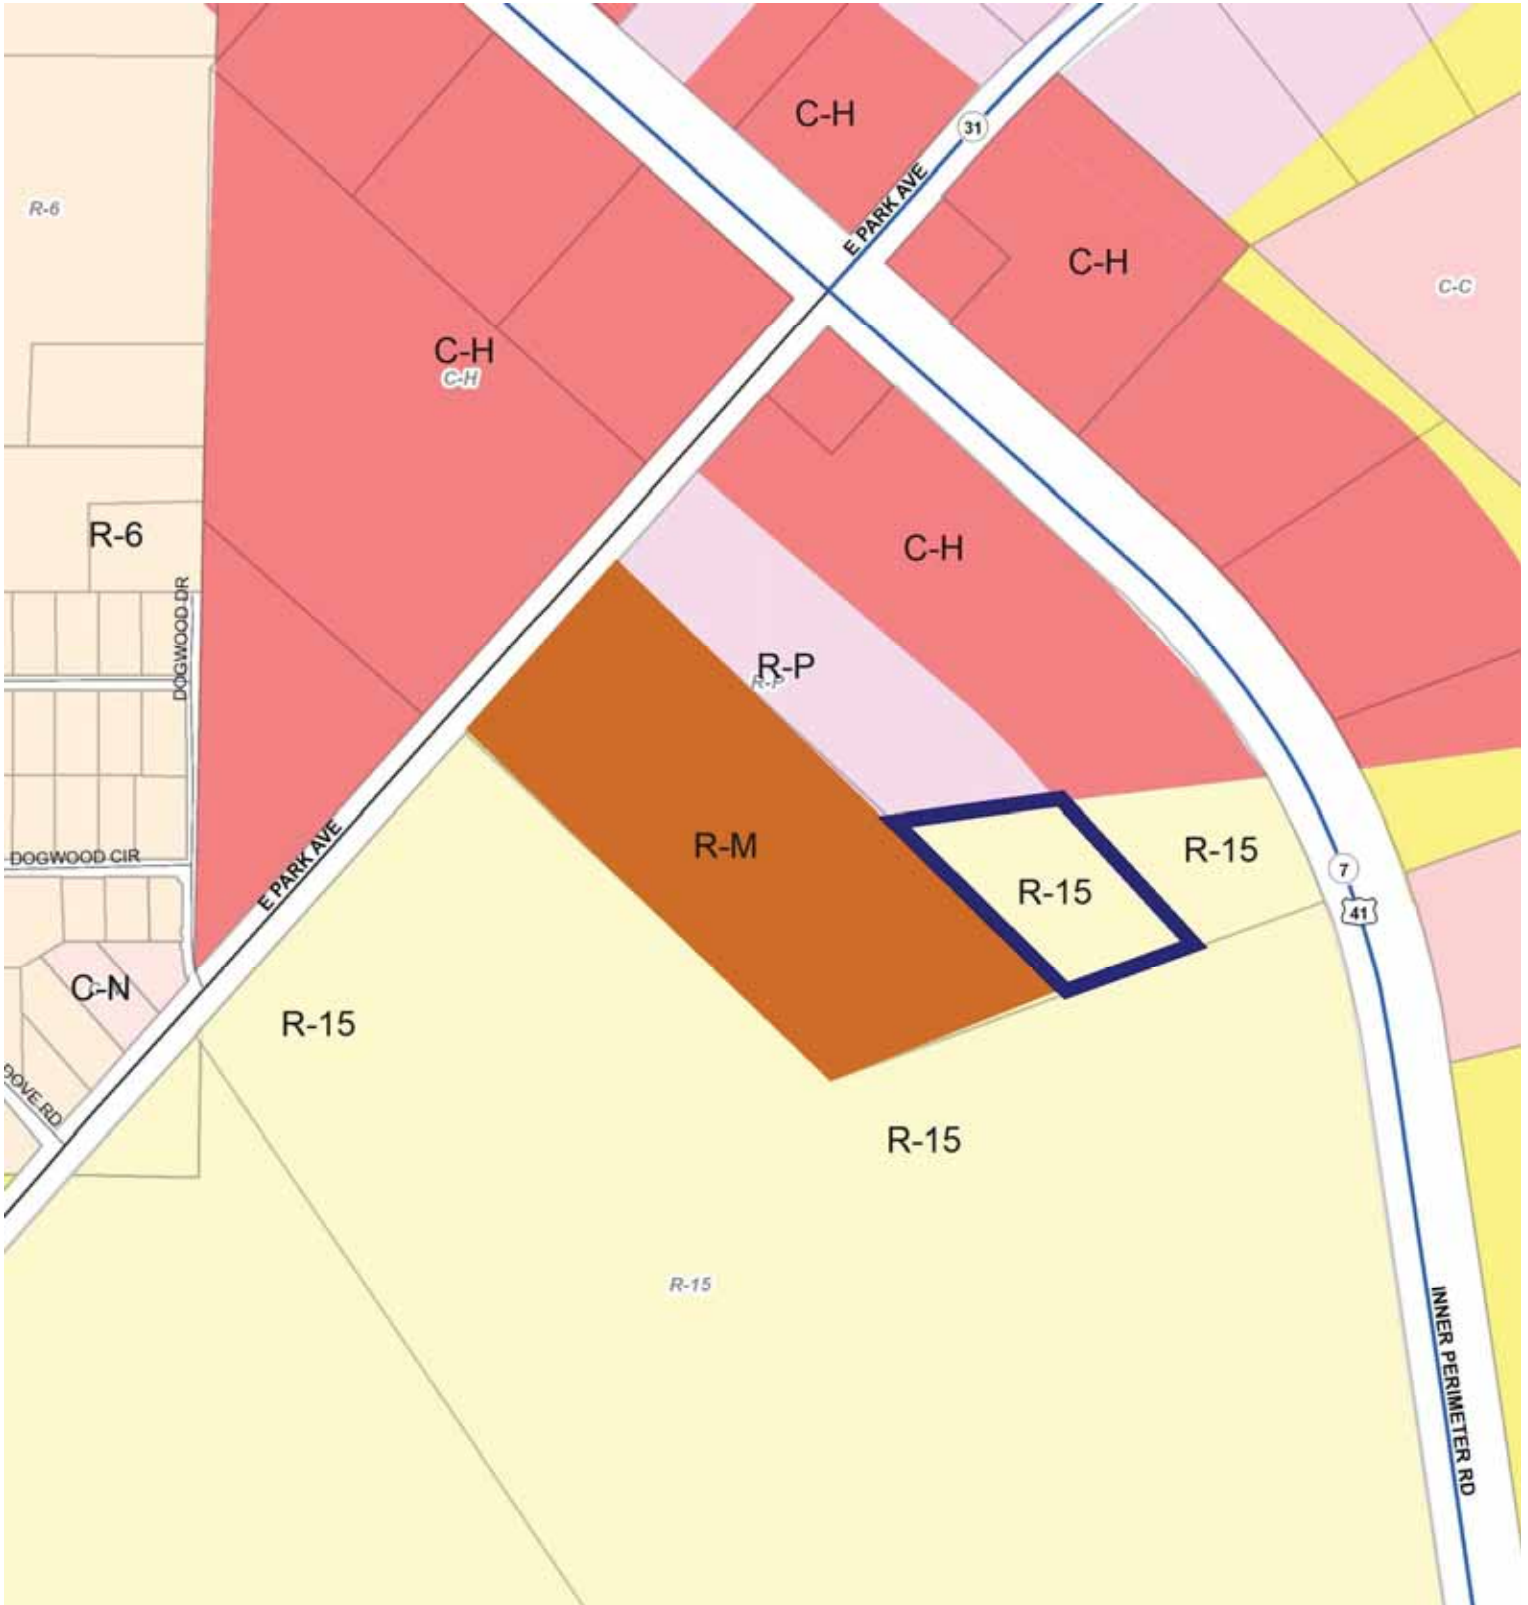 C-H
31
E PARK AVE
R-6
C-H
C-C
C-H
C-H
R-6
C-H
DOGWOOD DR
R-P
R-P
R-M
R-15
R-15
DOGWOOD CIR
E PARK AVE
7
41
C-N
R-15
DOVE RD
R-15
R-15
INNER PERIMETER RD